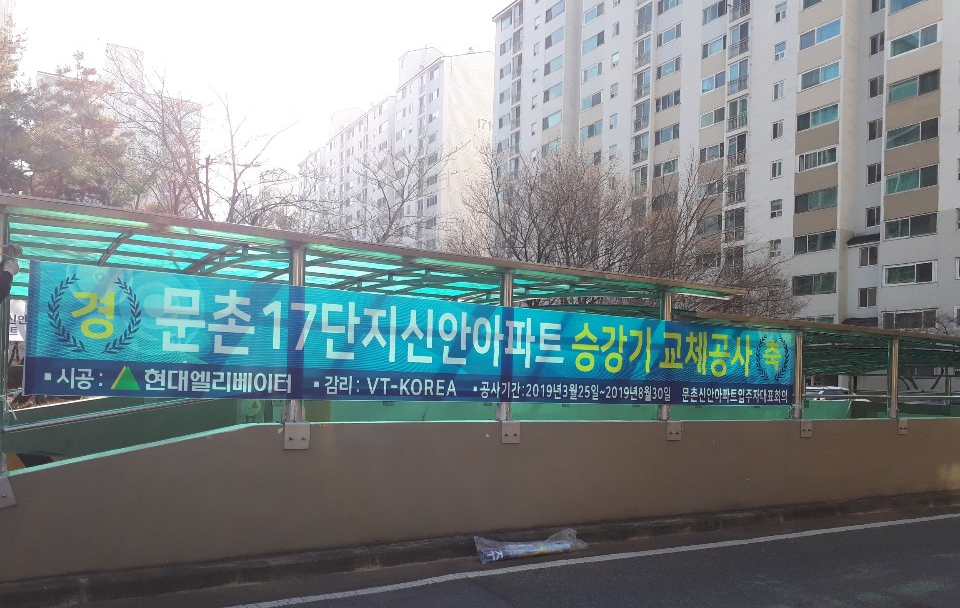 171
경 문촌17단지신안아파트 승강기 교체공사 축
▪시공: 현대엘리베이터 ▪감리: VT-KOREA ▪공사기간:2019년3월25일~2019년8월30일 문촌신안아파트입주자대표회의